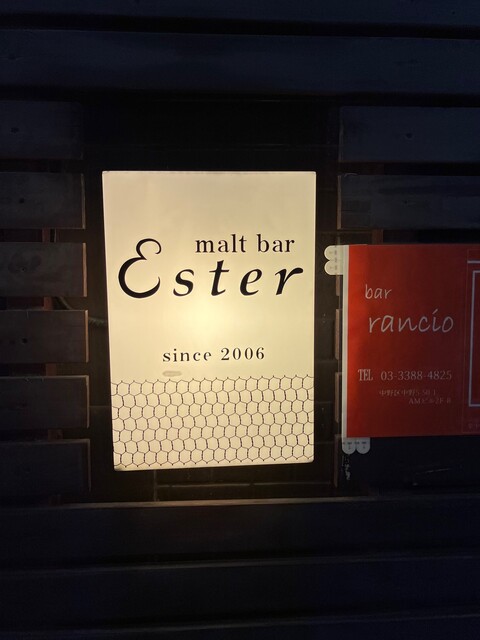 malt bar
Ester
since 2006
bar
rancio
TEL 03-3388-4825